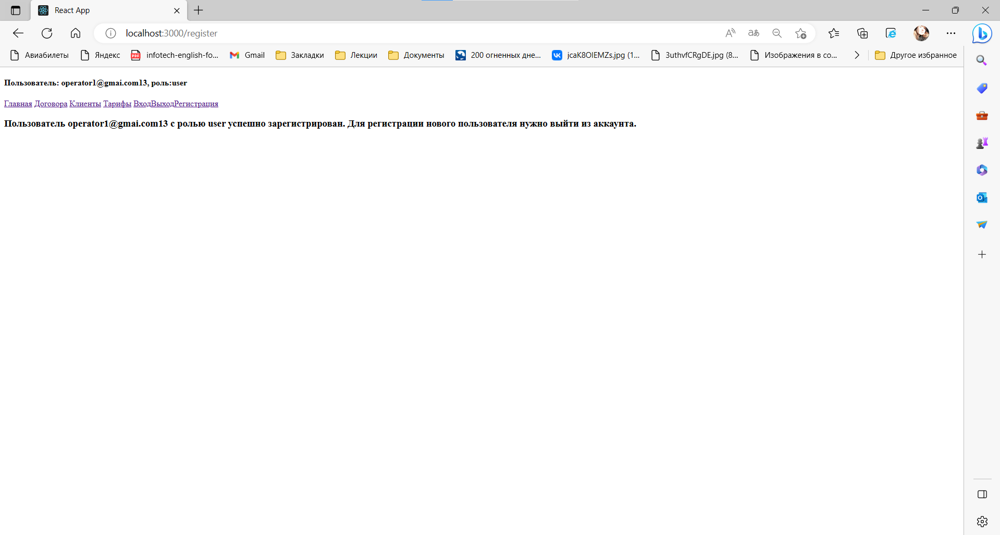 React App
localhost:3000/register
Авиабилеты Яндекс infotech-english-fo... Gmail Закладки Лекции Документы 200 огненных дне... jcaK8OIEMZs.jpg (1... 3uthvfCRgDE.jpg (8... Изображения в со... Другое избранное
Пользователь: operator1@gmai.com13, роль:user
Главная Договора Клиенты Тарифы ВходВыходРегистрация
Пользователь operator1@gmai.com13 с ролью user успешно зарегистрирован. Для регистрации нового пользователя нужно выйти из аккаунта.